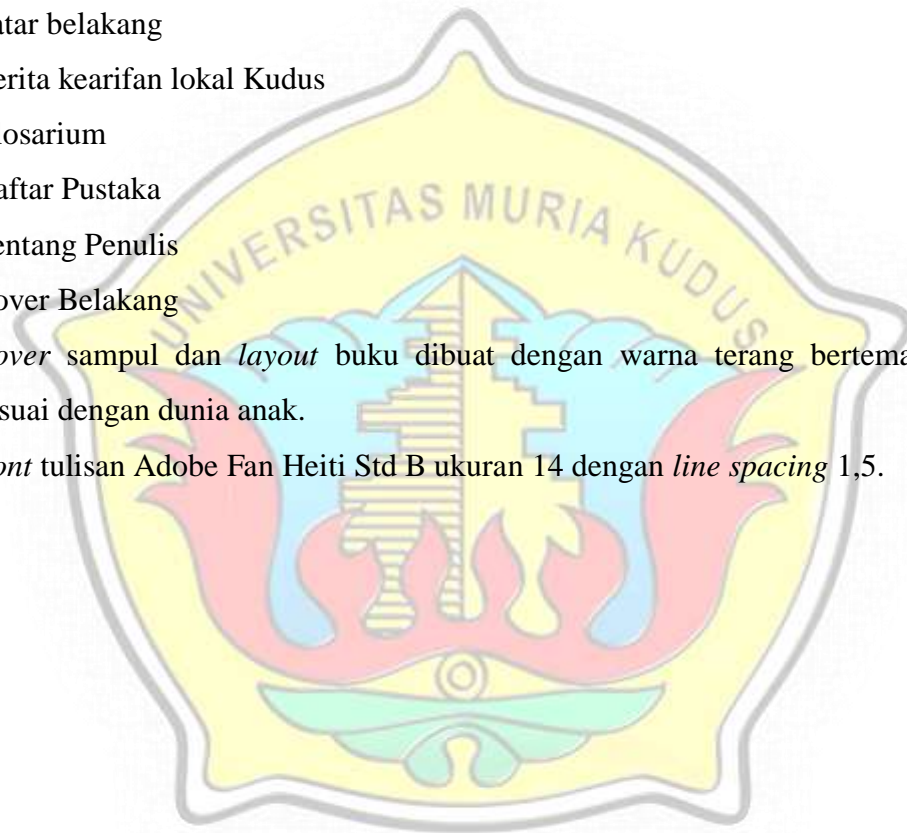 atar belakang
erita kearifan lokal Kudus
losarium
aftar Pustaka
entang Penulis
over Belakang
over sampul dan layout buku dibuat dengan warna terang bertema
suai dengan dunia anak.
ont tulisan Adobe Fan Heiti Std B ukuran 14 dengan line spacing 1,5.
UNIVERSITAS MURIA KUDUS